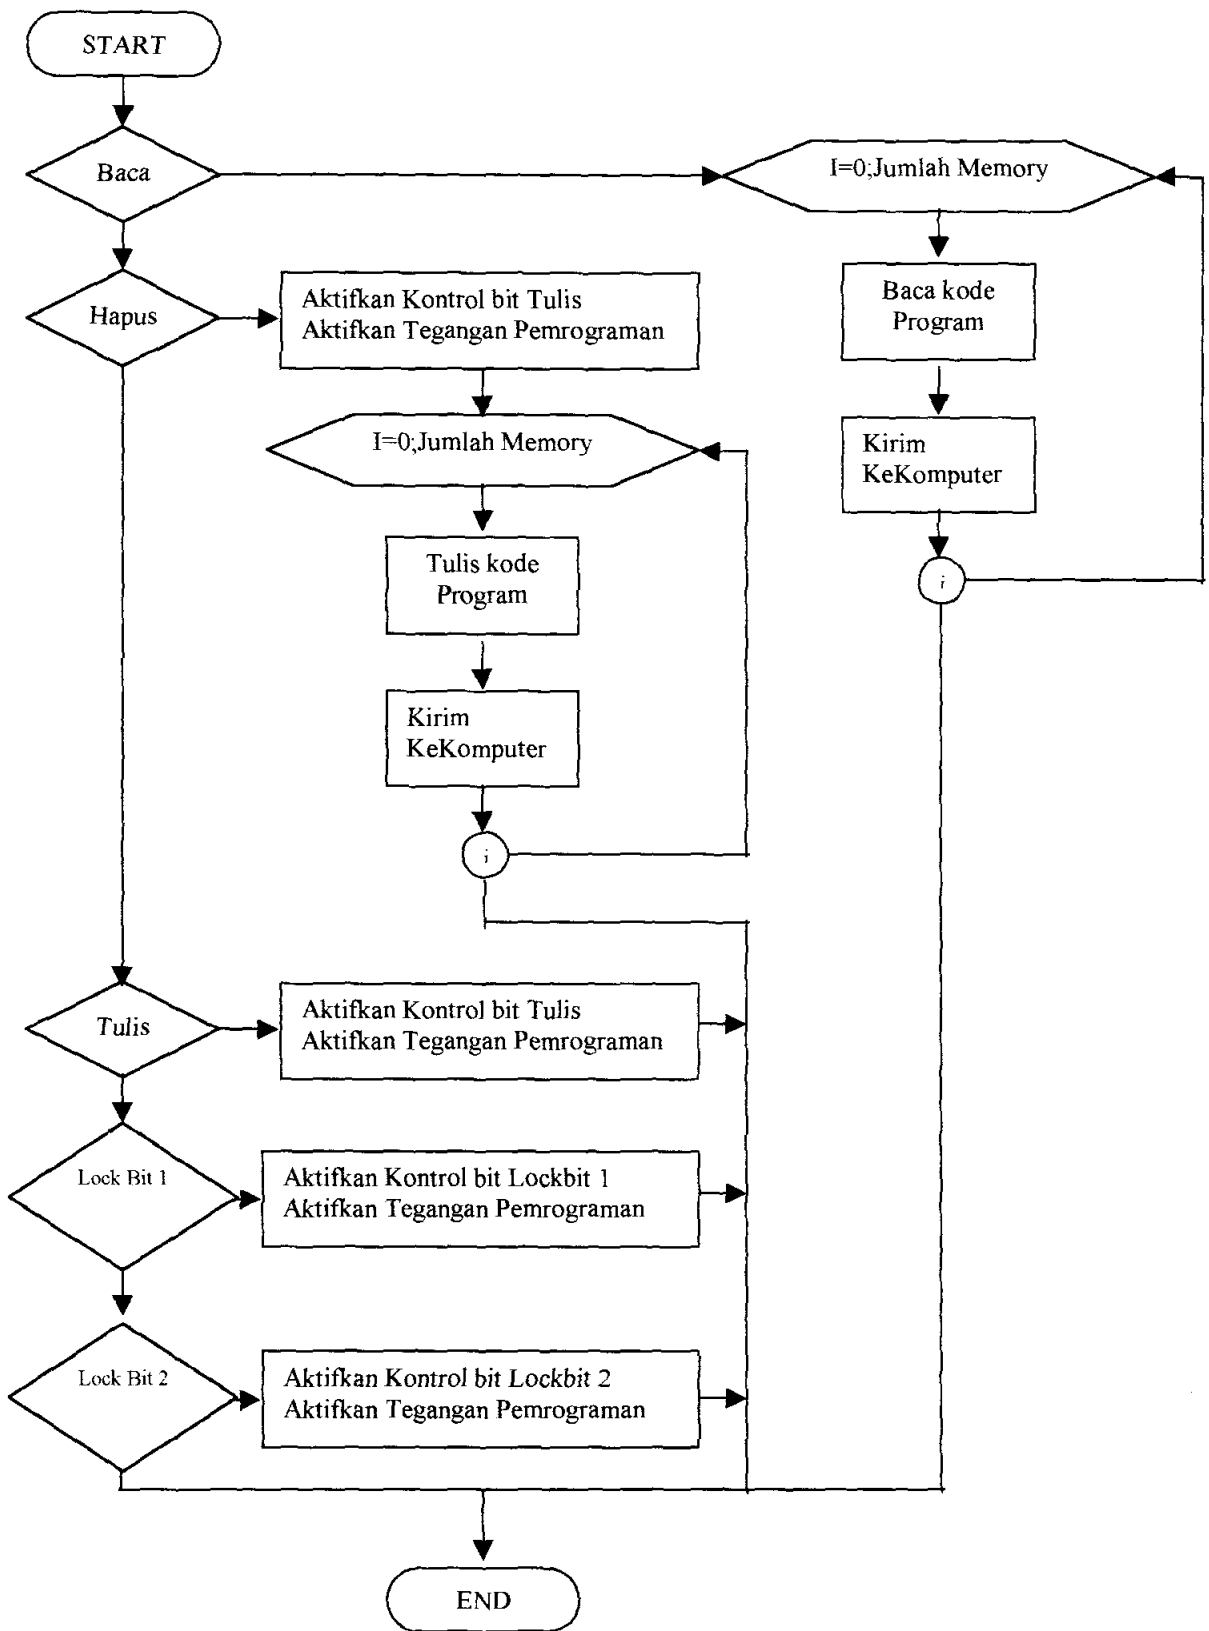 START
Baca
I=0;Jumlah Memory
Hapus
Aktifkan Kontrol bit Tulis
Aktifkan Tegangan Pemrograman
Baca kode
Program
I=0;Jumlah Memory
Kirim
KeKomputer
Tulis kode
Program
i
Kirim
KeKomputer
i
Tulis
Aktifkan Kontrol bit Tulis
Aktifkan Tegangan Pemrograman
Lock Bit 1
Aktifkan Kontrol bit Lockbit 1
Aktifkan Tegangan Pemrograman
Lock Bit 2
Aktifkan Kontrol bit Lockbit 2
Aktifkan Tegangan Pemrograman
END